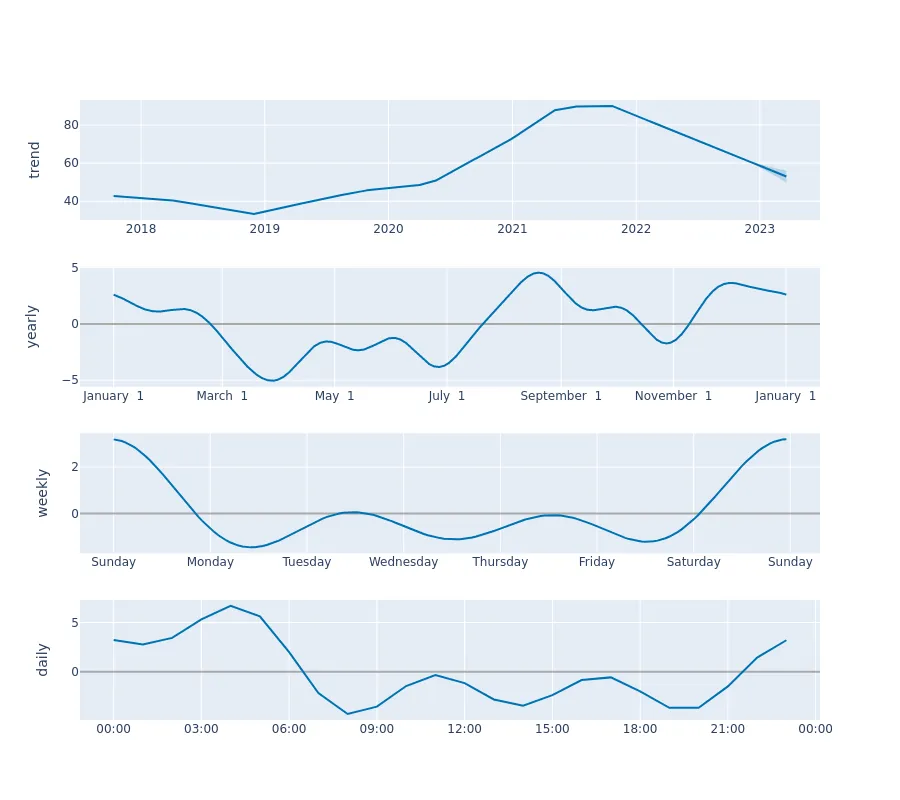 trend
80
60
40
2018 2019 2020 2021 2022 2023
yearly
5
0
−5
January 1 March 1 May 1 July 1 September 1 November 1 January 1
weekly
2
0
Sunday Monday Tuesday Wednesday Thursday Friday Saturday Sunday
daily
5
0
00:00 03:00 06:00 09:00 12:00 15:00 18:00 21:00 00:00